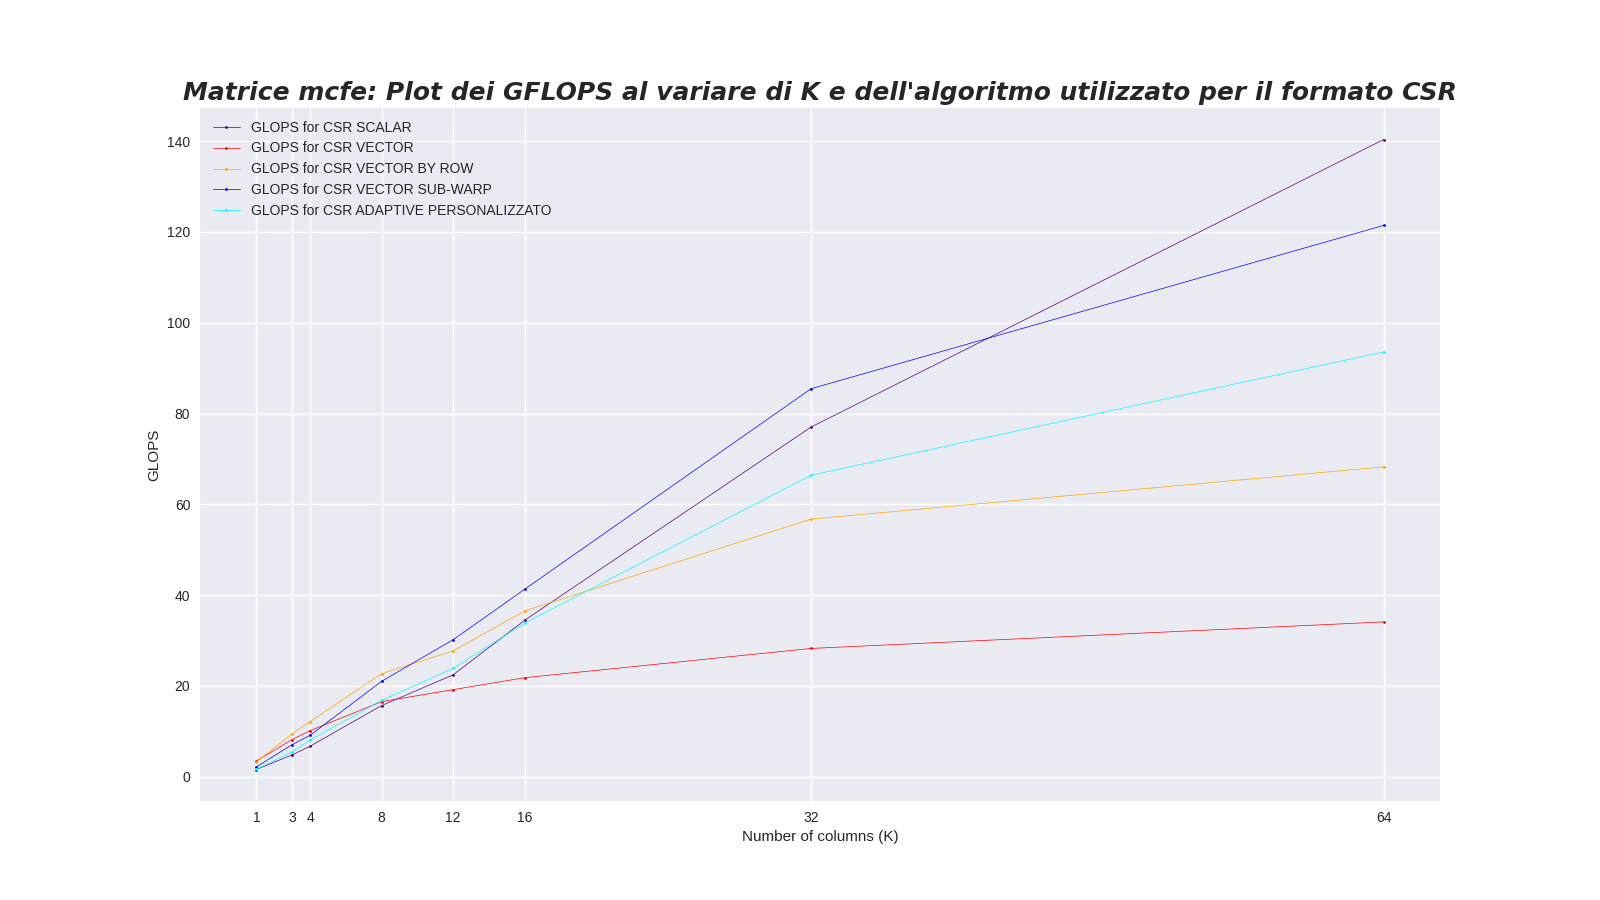 Matrice mcfe: Plot dei GFLOPS al variare di K e dell'algoritmo utilizzato per il formato CSR
GLOPS for CSR SCALAR
GLOPS for CSR VECTOR
GLOPS for CSR VECTOR BY ROW
GLOPS for CSR VECTOR SUB-WARP
GLOPS for CSR ADAPTIVE PERSONALIZZATO
140
120
100
80
60
40
20
0
GLOPS
1 3 4 8 12 16 32 64
Number of columns (K)